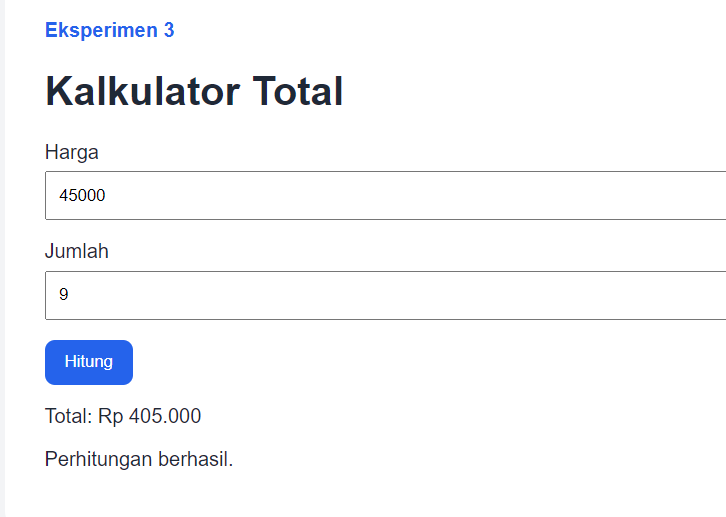 Eksperimen 3
Kalkulator Total
Harga
45000
Jumlah
9
Hitung
Total: Rp 405.000
Perhitungan berhasil.